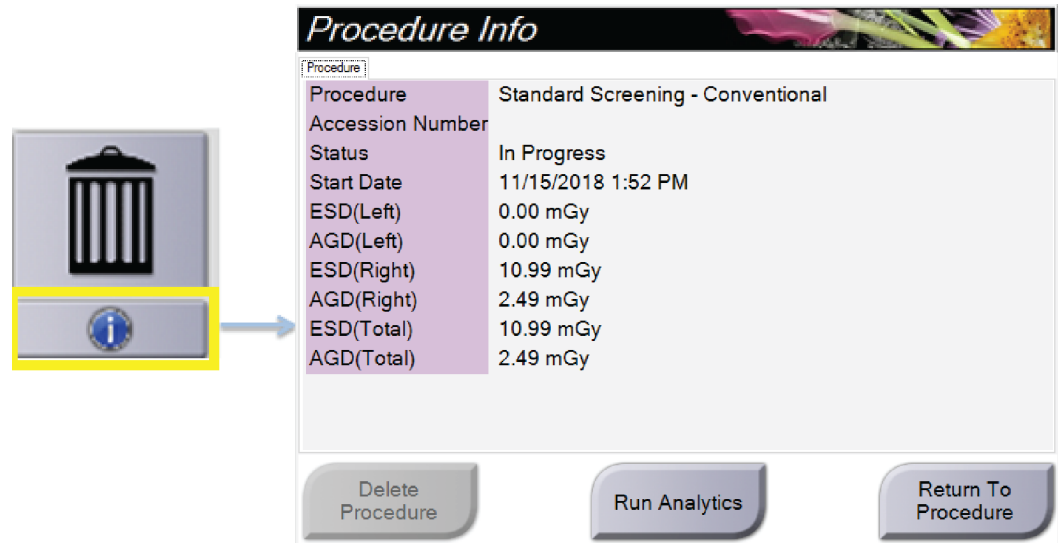 Procedure Info
Procedure
Procedure Standard Screening - Conventional
Accession Number
Status In Progress
Start Date 11/15/2018 1:52 PM
ESD(Left) 0.00 mGy
AGD(Left) 0.00 mGy
ESD(Right) 10.99 mGy
AGD(Right) 2.49 mGy
ESD(Total) 10.99 mGy
AGD(Total) 2.49 mGy
Delete
Procedure
Run Analytics
Return To
Procedure